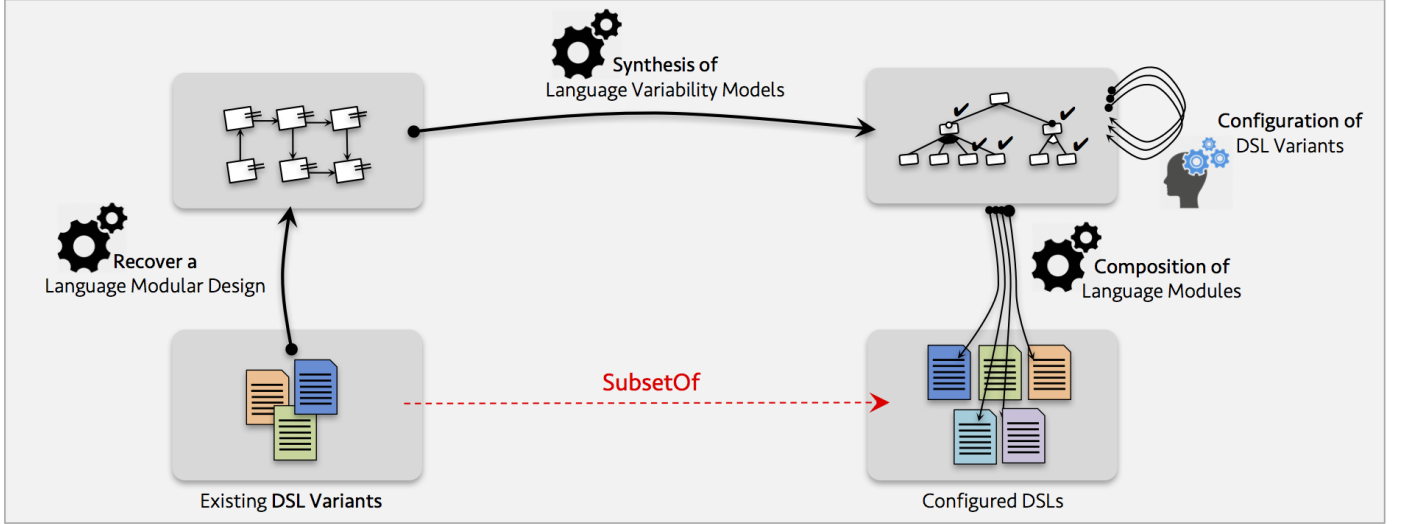 Synthesis of
Language Variability Models
Configuration of
DSL Variants
Recover a
Language Modular Design
Composition of
Language Modules
SubsetOf
Existing DSL Variants
Configured DSLs